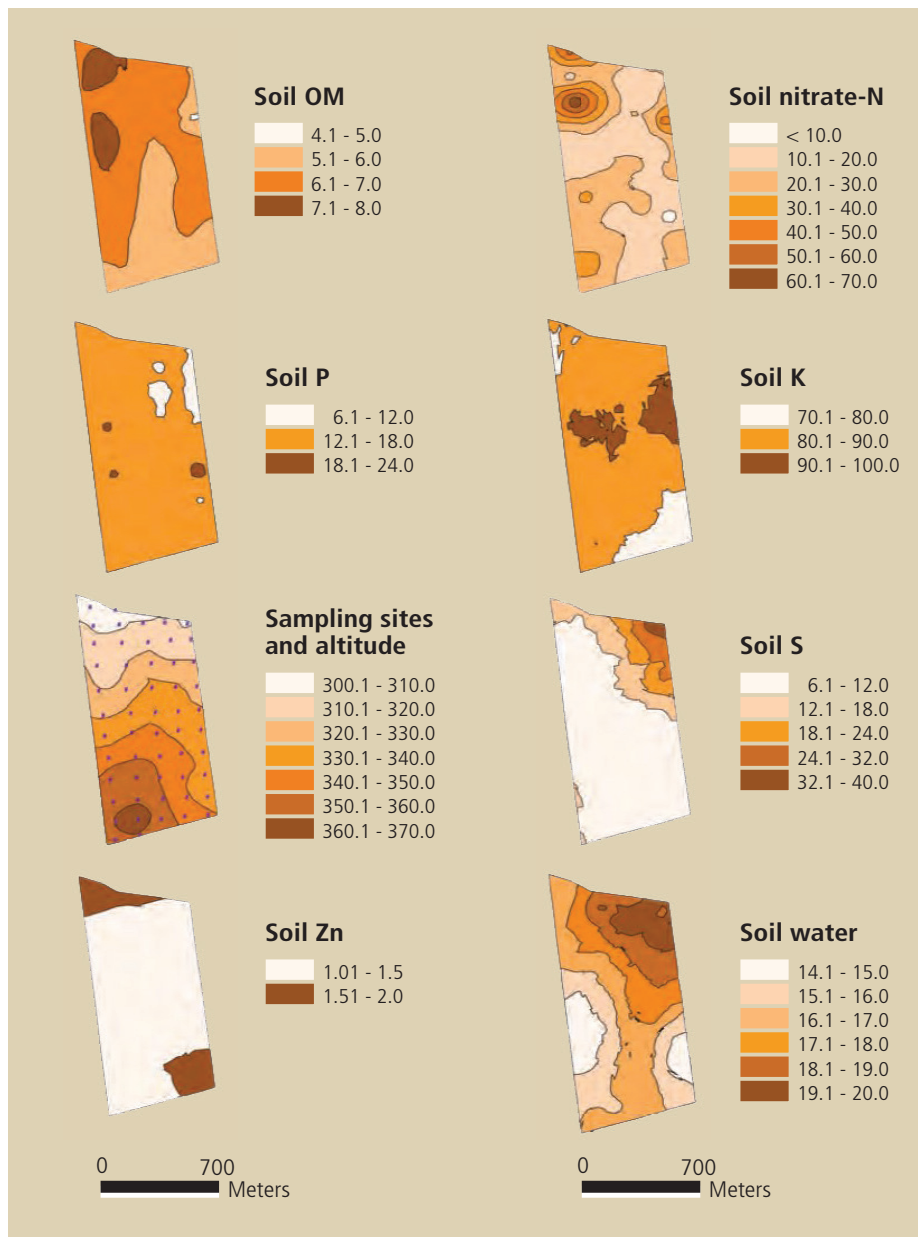 Soil OM
4.1 - 5.0
5.1 - 6.0
6.1 - 7.0
7.1 - 8.0
Soil nitrate-N
< 10.0
10.1 - 20.0
20.1 - 30.0
30.1 - 40.0
40.1 - 50.0
50.1 - 60.0
60.1 - 70.0
Soil P
6.1 - 12.0
12.1 - 18.0
18.1 - 24.0
Soil K
70.1 - 80.0
80.1 - 90.0
90.1 - 100.0
Sampling sites
and altitude
300.1 - 310.0
310.1 - 320.0
320.1 - 330.0
330.1 - 340.0
340.1 - 350.0
350.1 - 360.0
360.1 - 370.0
Soil S
6.1 - 12.0
12.1 - 18.0
18.1 - 24.0
24.1 - 32.0
32.1 - 40.0
Soil Zn
1.01 - 1.5
1.51 - 2.0
Soil water
14.1 - 15.0
15.1 - 16.0
16.1 - 17.0
17.1 - 18.0
18.1 - 19.0
19.1 - 20.0
0 700
Meters
0 700
Meters